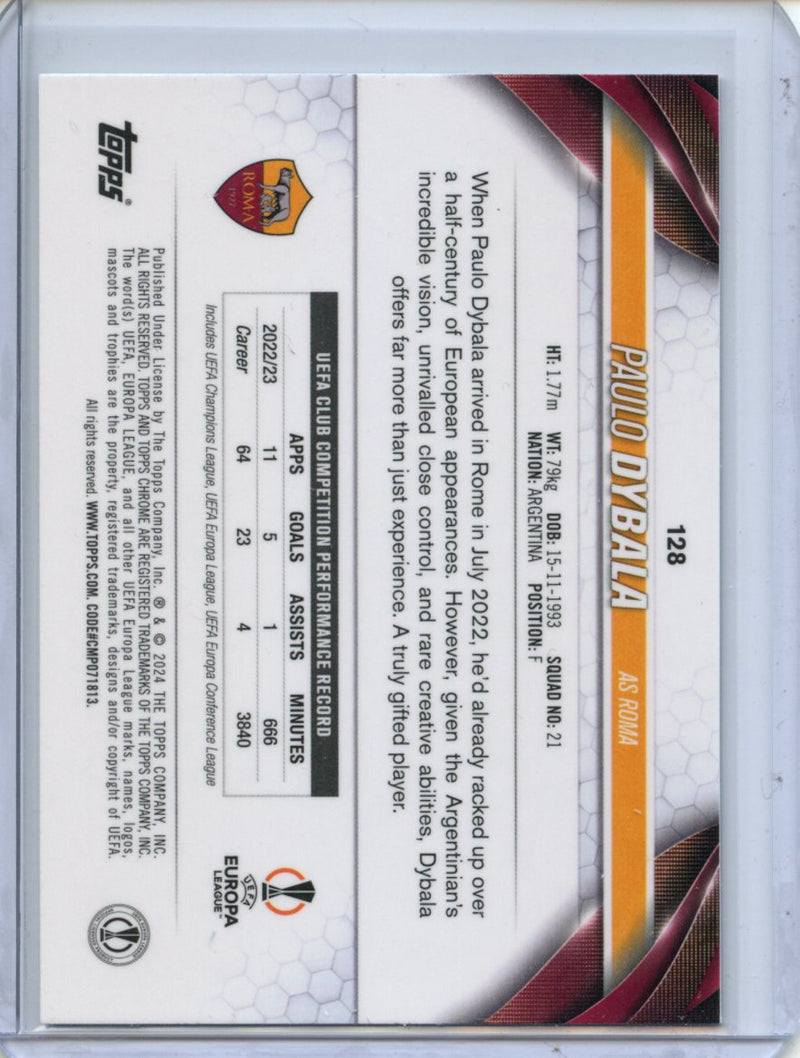 128
PAULO DYBALA AS ROMA
HT: 1.77m WT: 79kg DOB: 15-11-1993 SQUAD NO: 21
NATION: ARGENTINA POSITION: F
When Paulo Dybala arrived in Rome in July 2022, he'd already racked up over
a half-century of European appearances. However, given the Argentinian's
incredible vision, unrivalled close control, and rare creative abilities, Dybala
offers far more than just experience. A truly gifted player.
UEFA CLUB COMPETITION PERFORMANCE RECORD
APPS GOALS ASSISTS MINUTES
2022/23 11 5 1 666
Career 64 23 4 3840
Includes UEFA Champions League, UEFA Europa League, UEFA Europa Conference League
ROMA
1927
UEFA
EUROPA
LEAGUE™
TOPPS®
Published Under License by The Topps Company, Inc. ® & © 2024 THE TOPPS COMPANY, INC.
ALL RIGHTS RESERVED. TOPPS AND TOPPS CHROME ARE REGISTERED TRADEMARKS OF THE TOPPS COMPANY, INC.
The word(s) UEFA, EUROPA LEAGUE, and all other UEFA Europa League marks, names, logos,
mascots and trophies are the property, registered trademarks, designs and/or copyright of UEFA.
All rights reserved. WWW.TOPPS.COM. CODE#CMP071813.